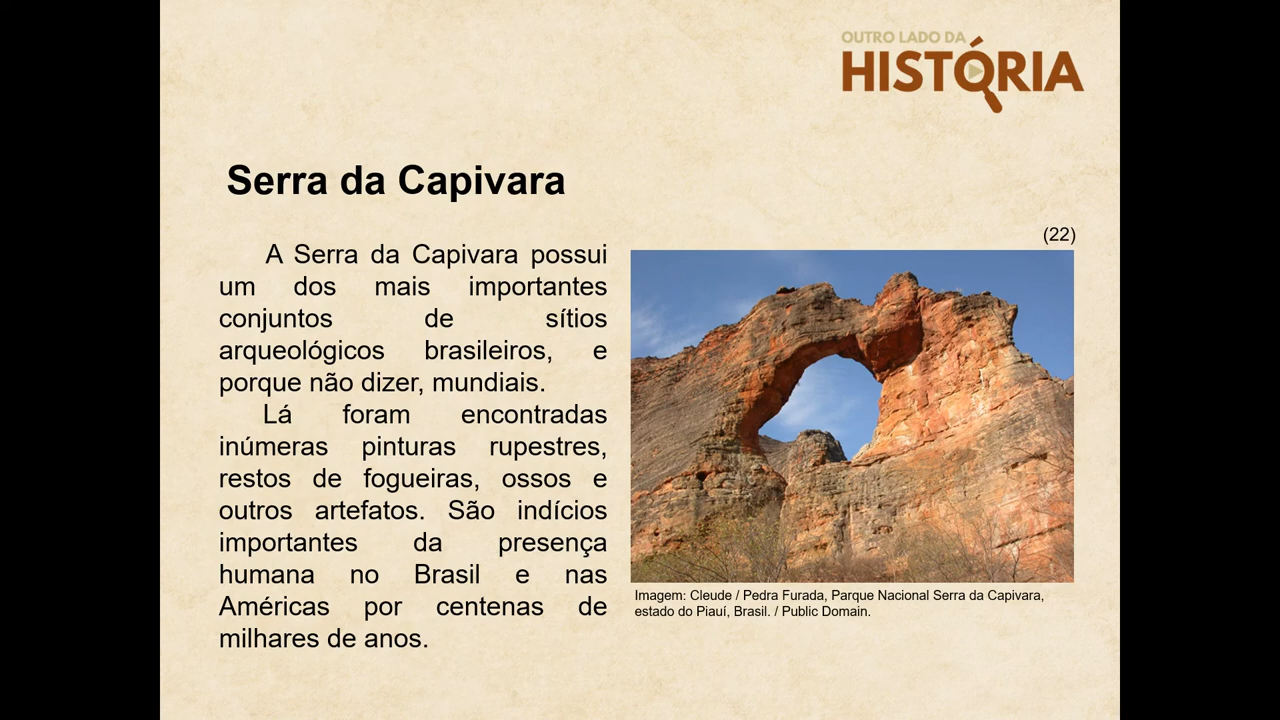 OUTRO LADO DA
HISTÓRIA
Serra da Capivara
A Serra da Capivara possui
um dos mais importantes
conjuntos de sítios
arqueológicos brasileiros, e
porque não dizer, mundiais.
Lá foram encontradas
inúmeras pinturas rupestres,
restos de fogueiras, ossos e
outros artefatos. São indícios
importantes da presença
humana no Brasil e nas
Américas por centenas de
milhares de anos.
(22)
Imagem: Cleude / Pedra Furada, Parque Nacional Serra da Capivara,
estado do Piauí, Brasil. / Public Domain.